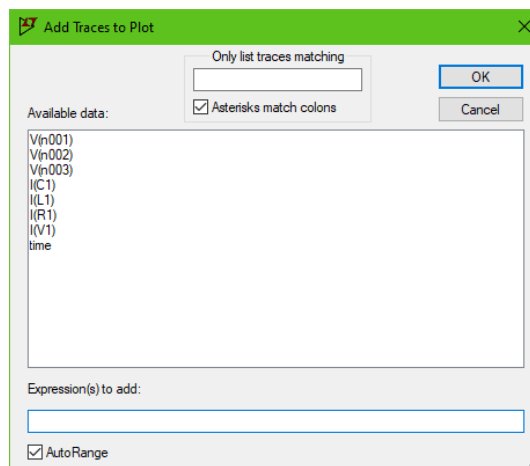 Add Traces to Plot
Only list traces matching
Asterisks match colons
OK
Cancel
Available data:
V(n001)
V(n002)
V(n003)
I(C1)
I(L1)
I(R1)
I(V1)
time
Expression(s) to add:
AutoRange